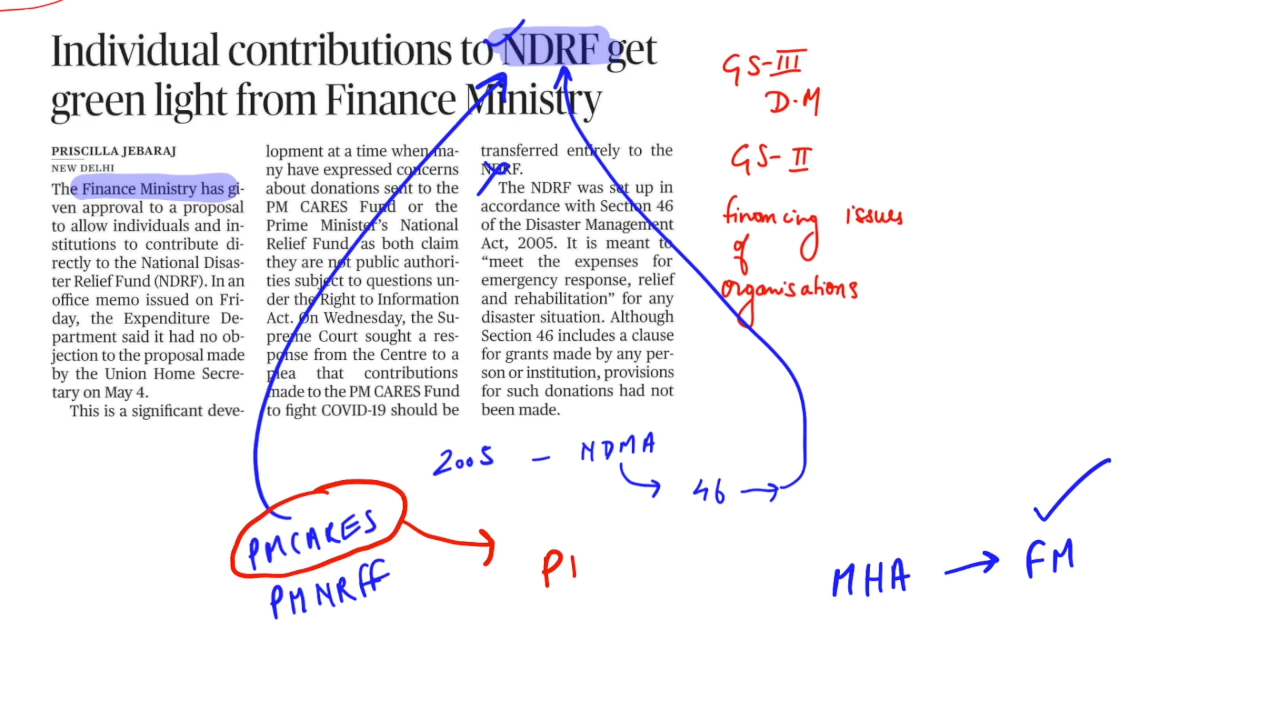 Individual contributions to NDRF get
green light from Finance Ministry
PRISCILLA JEBARAJ
NEW DELHI
The Finance Ministry has gi-
ven approval to a proposal
to allow individuals and in-
stitutions to contribute di-
rectly to the National Disas-
ter Relief Fund (NDRF). In an
office memo issued on Fri-
day, the Expenditure De-
partment said it had no ob-
jection to the proposal made
by the Union Home Secre-
tary on May 4.
This is a significant deve-
lopment at a time when ma-
ny have expressed concerns
about donations sent to the
PM CARES Fund or the
Prime Minister's National
Relief Fund, as both claim
they are not public authori-
ties subject to questions un-
der the Right to Information
Act. On Wednesday, the Su-
preme Court sought a res-
ponse from the Centre to a
plea that contributions
made to the PM CARES Fund
to fight COVID-19 should be
transferred entirely to the
NDRF.
The NDRF was set up in
accordance with Section 46
of the Disaster Management
Act, 2005. It is meant to
“meet the expenses for
emergency response, relief
and rehabilitation” for any
disaster situation. Although
Section 46 includes a clause
for grants made by any per-
son or institution, provisions
for such donations had not
been made.
GS-III
D.M
GS-II
financing issues
of
organisations
2005 - NDMA
46
PMCARES
PMNRFF
PI
MHA → FM